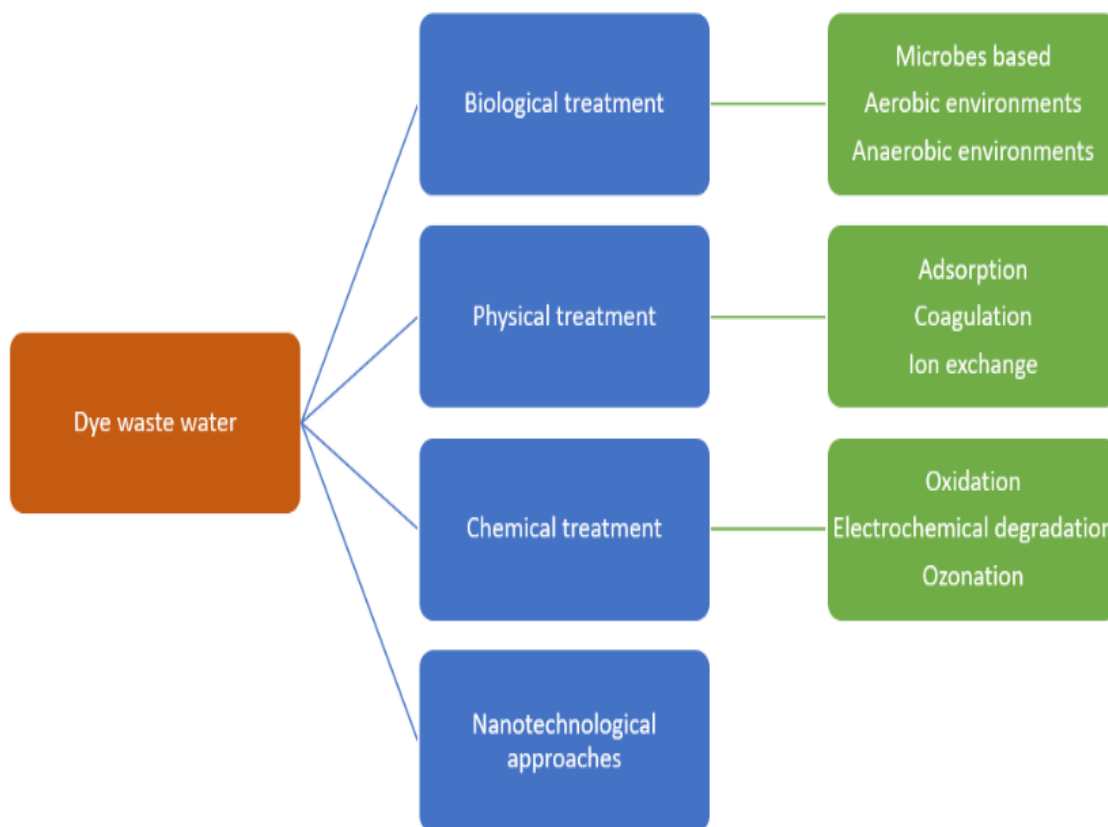 Dye waste water
Biological treatment
Microbes based
Aerobic environments
Anaerobic environments
Physical treatment
Adsorption
Coagulation
Ion exchange
Chemical treatment
Oxidation
Electrochemical degradation
Ozonation
Nanotechnological
approaches